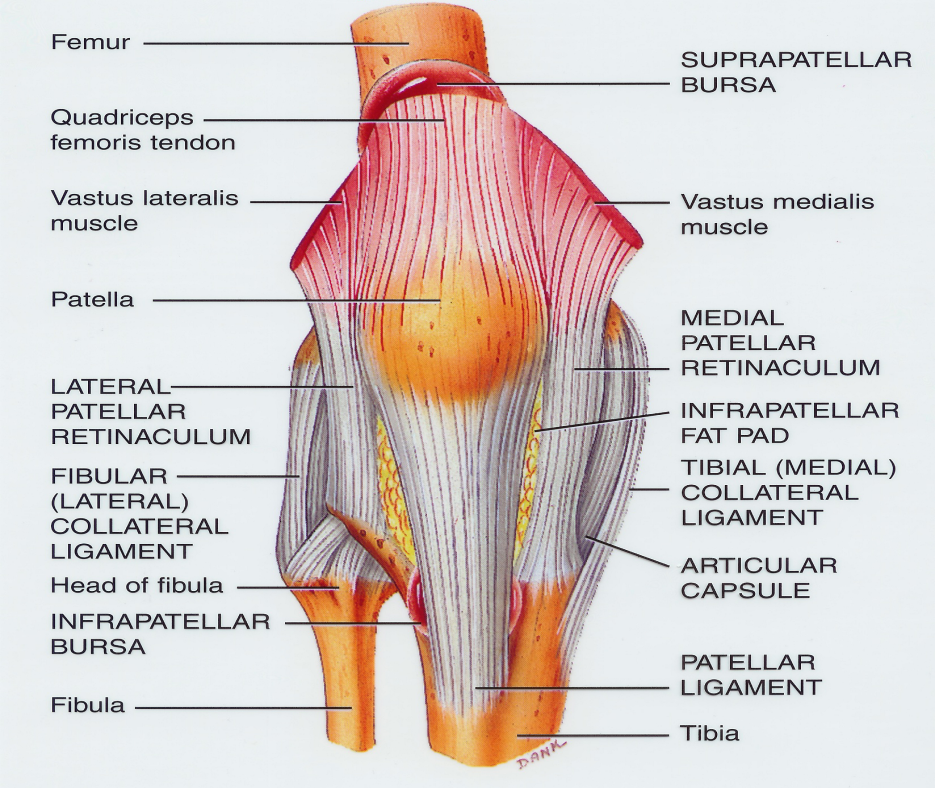 Femur
Quadriceps
femoris tendon
Vastus lateralis
muscle
Patella
LATERAL
PATELLAR
RETINACULUM
FIBULAR
(LATERAL)
COLLATERAL
LIGAMENT
Head of fibula
INFRAPATELLAR
BURSA
Fibula
SUPRAPATELLAR
BURSA
Vastus medialis
muscle
MEDIAL
PATELLAR
RETINACULUM
INFRAPATELLAR
FAT PAD
TIBIAL (MEDIAL)
COLLATERAL
LIGAMENT
ARTICULAR
CAPSULE
PATELLAR
LIGAMENT
Tibia
DANK